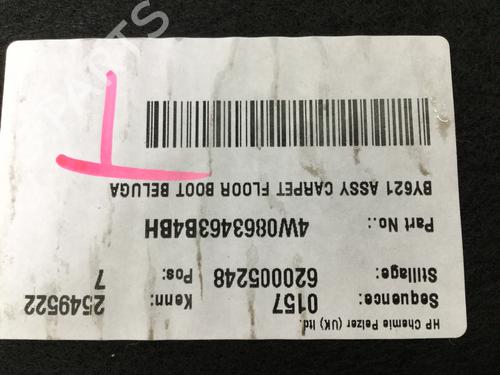 HP Chemie Pelzer (UK) ltd.
Sequence: 0157 Kenn: 2549522
Stillage: 620005248 Pos: 7
Part No.: 4W0863463B4BH
BY621 ASSY CARPET FLOOR BOOT BELUGA
PARTS